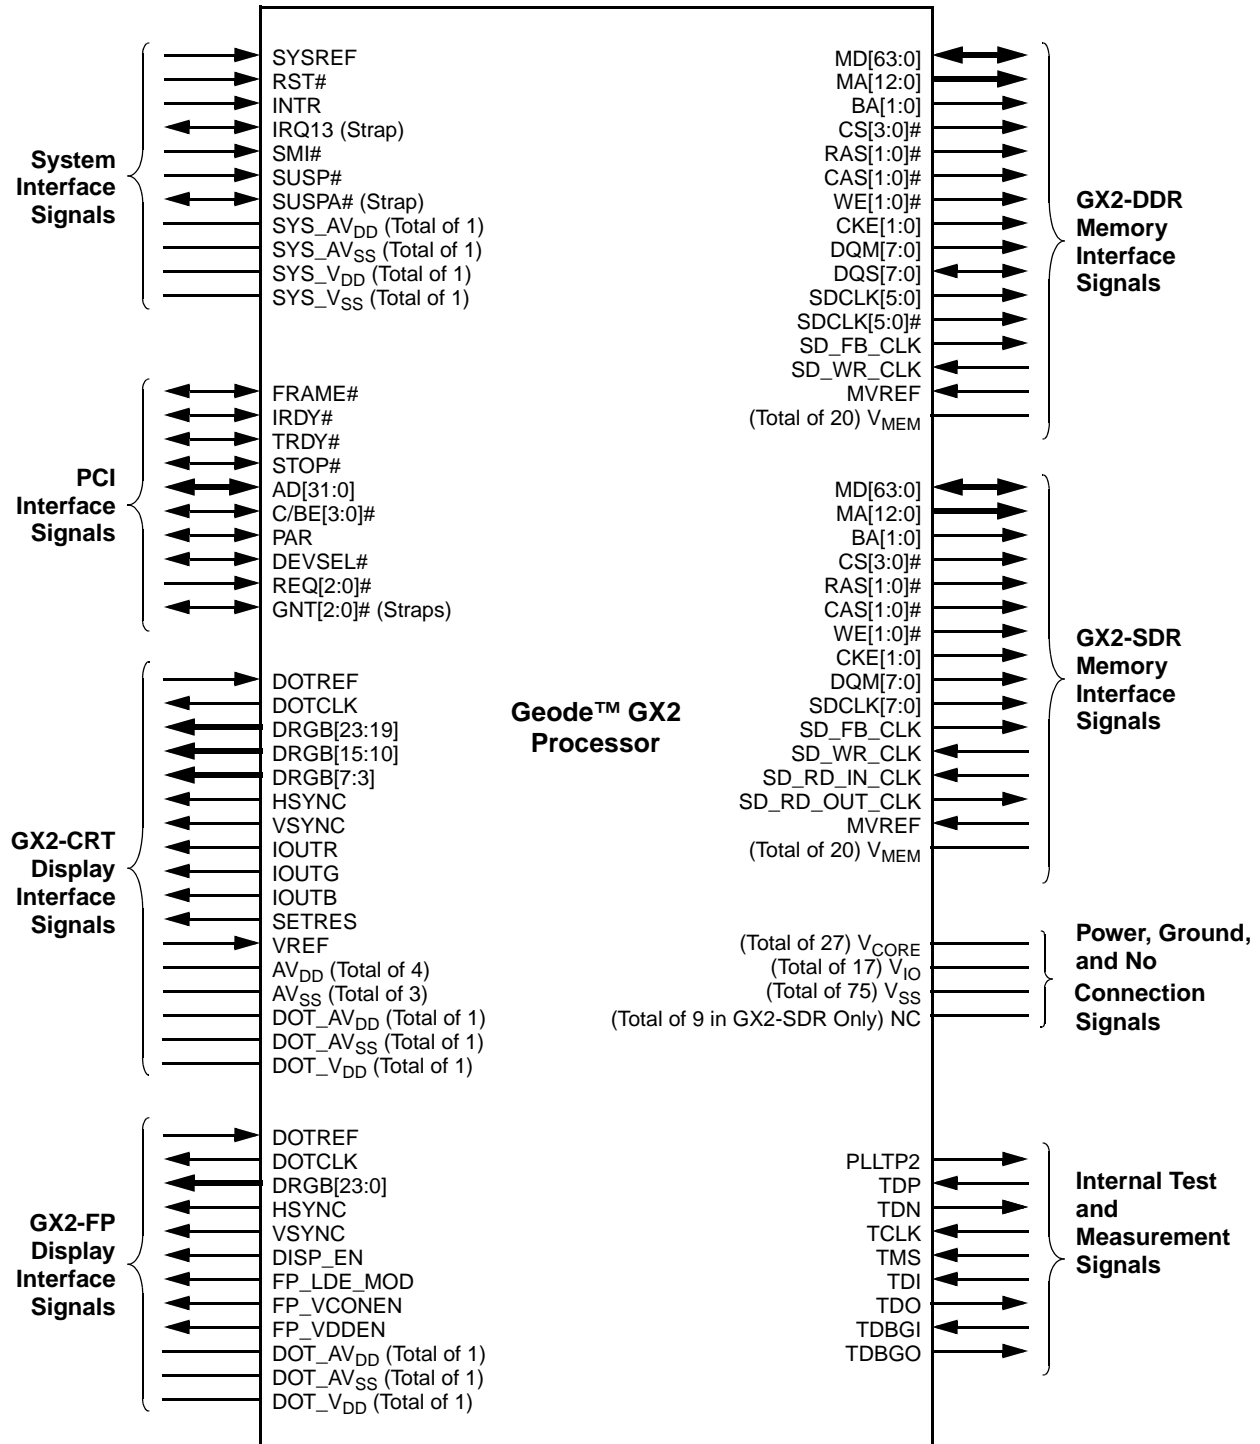 System
Interface
Signals
SYSREF
RST#
INTR
IRQ13 (Strap)
SMI#
SUSP#
SUSPA# (Strap)
SYS_AVDD (Total of 1)
SYS_AVSS (Total of 1)
SYS_VDD (Total of 1)
SYS_VSS (Total of 1)
PCI
Interface
Signals
FRAME#
IRDY#
TRDY#
STOP#
AD[31:0]
C/BE[3:0]#
PAR
DEVSEL#
REQ[2:0]#
GNT[2:0]# (Straps)
GX2-CRT
Display
Interface
Signals
DOTREF
DOTCLK
DRGB[23:19]
DRGB[15:10]
DRGB[7:3]
HSYNC
VSYNC
IOUTR
IOUTG
IOUTB
SETRES
VREF
AVDD (Total of 4)
AVSS (Total of 3)
DOT_AVDD (Total of 1)
DOT_AVSS (Total of 1)
DOT_VDD (Total of 1)
GX2-FP
Display
Interface
Signals
DOTREF
DOTCLK
DRGB[23:0]
HSYNC
VSYNC
DISP_EN
FP_LDE_MOD
FP_VCONEN
FP_VDDEN
DOT_AVDD (Total of 1)
DOT_AVSS (Total of 1)
DOT_VDD (Total of 1)
Geode™ GX2
Processor
MD[63:0]
MA[12:0]
BA[1:0]
CS[3:0]#
RAS[1:0]#
CAS[1:0]#
WE[1:0]#
CKE[1:0]
DQM[7:0]
DQS[7:0]
SDCLK[5:0]
SDCLK[5:0]#
SD_FB_CLK
SD_WR_CLK
MVREF
(Total of 20) VMEM
GX2-DDR
Memory
Interface
Signals
MD[63:0]
MA[12:0]
BA[1:0]
CS[3:0]#
RAS[1:0]#
CAS[1:0]#
WE[1:0]#
CKE[1:0]
DQM[7:0]
SDCLK[7:0]
SD_FB_CLK
SD_WR_CLK
SD_RD_IN_CLK
SD_RD_OUT_CLK
MVREF
(Total of 20) VMEM
GX2-SDR
Memory
Interface
Signals
(Total of 27) VCORE
(Total of 17) VIO
(Total of 75) VSS
(Total of 9 in GX2-SDR Only) NC
Power, Ground,
and No
Connection
Signals
PLLTP2
TDP
TDN
TCLK
TMS
TDI
TDO
TDBGI
TDBGO
Internal Test
and
Measurement
Signals